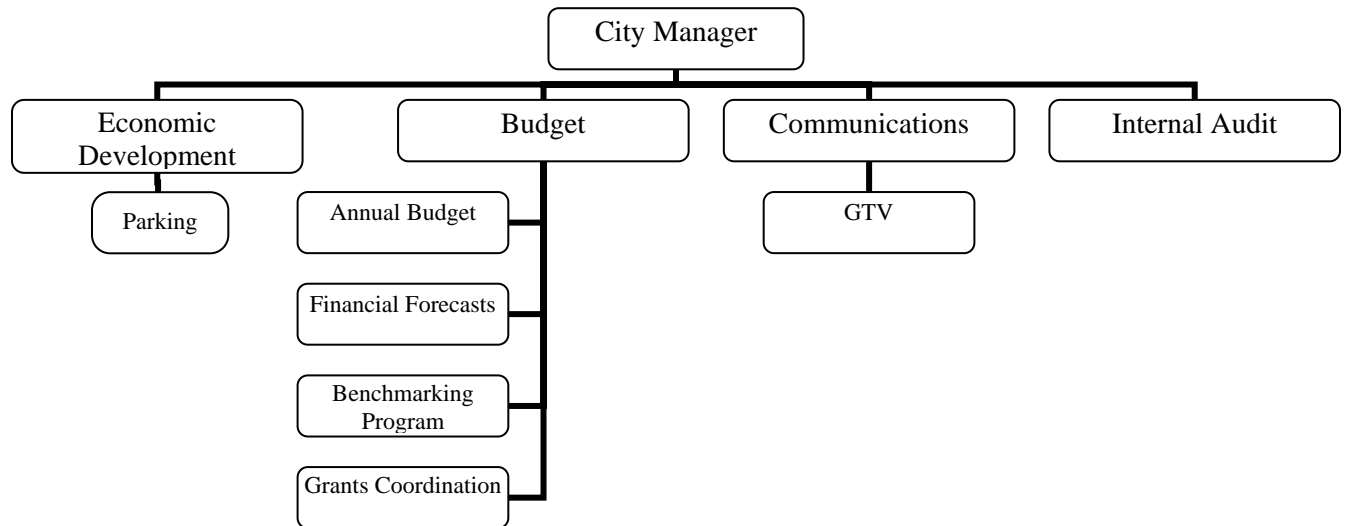 City Manager
Economic
Development
Budget
Communications
Internal Audit
Parking
Annual Budget
GTV
Financial Forecasts
Benchmarking
Program
Grants Coordination